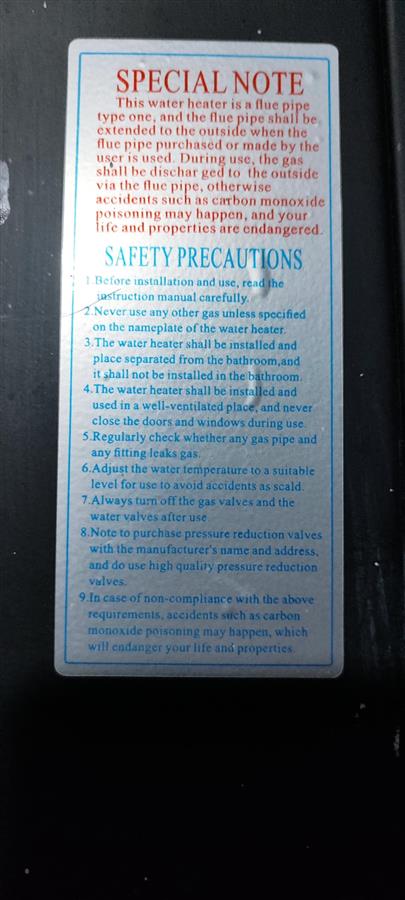 SPECIAL NOTE
This water heater is a flue pipe
type one, and the flue pipe shall be
extended to the outside when the
flue pipe purchased or made by the
user is used. During use, the gas
shall be dischar ged to the outside
via the flue pipe, otherwise
accidents such as carbon monoxide
poisoning may happen, and your
life and properties are endangered.
SAFETY PRECAUTIONS
1.Before installation and use, read the
instruction manual carefully.
2.Never use any other gas unless specified
on the nameplate of the water heater.
3.The water heater shall be installed and
place separated from the bathroom,and
it shall not be installed in the bathroom.
4.The water heater shall be installed and
used in a well-ventilated place, and never
close the doors and windows during use.
5.Regularly check whether any gas pipe and
any fitting leaks gas.
6.Adjust the water temperature to a suitable
level for use to avoid accidents as scald.
7.Always turn off the gas valves and the
water valves after use
8.Note to purchase pressure reduction valves
with the manufacturer's name and address,
and do use high quality pressure reduction
valves.
9.In case of non-compliance with the above
requirements, accidents such as carbon
monoxide poisoning may happen, which
will endanger your life and properties.